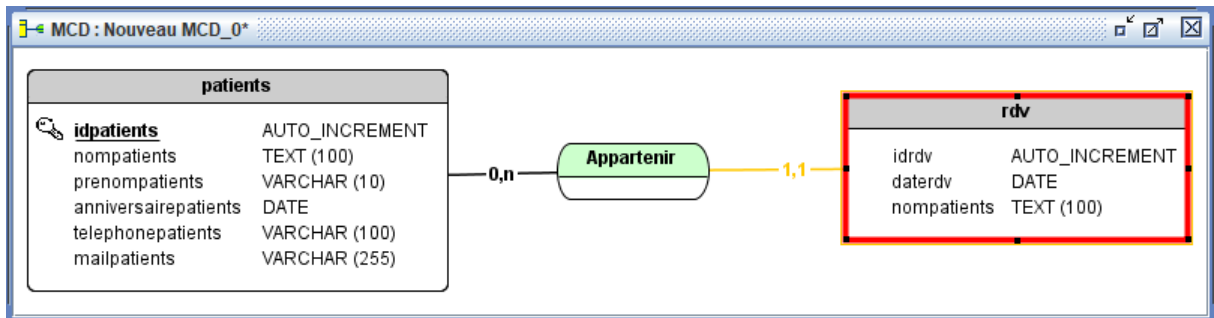 MCD : Nouveau MCD_0*
patients
idpatients AUTO_INCREMENT
nompatients TEXT (100)
prenompatients VARCHAR (10)
anniversairepatients DATE
telephonepatients VARCHAR (100)
mailpatients VARCHAR (255)
0,n
Appartenir
1,1
rdv
idrdv AUTO_INCREMENT
daterdv DATE
nompatients TEXT (100)